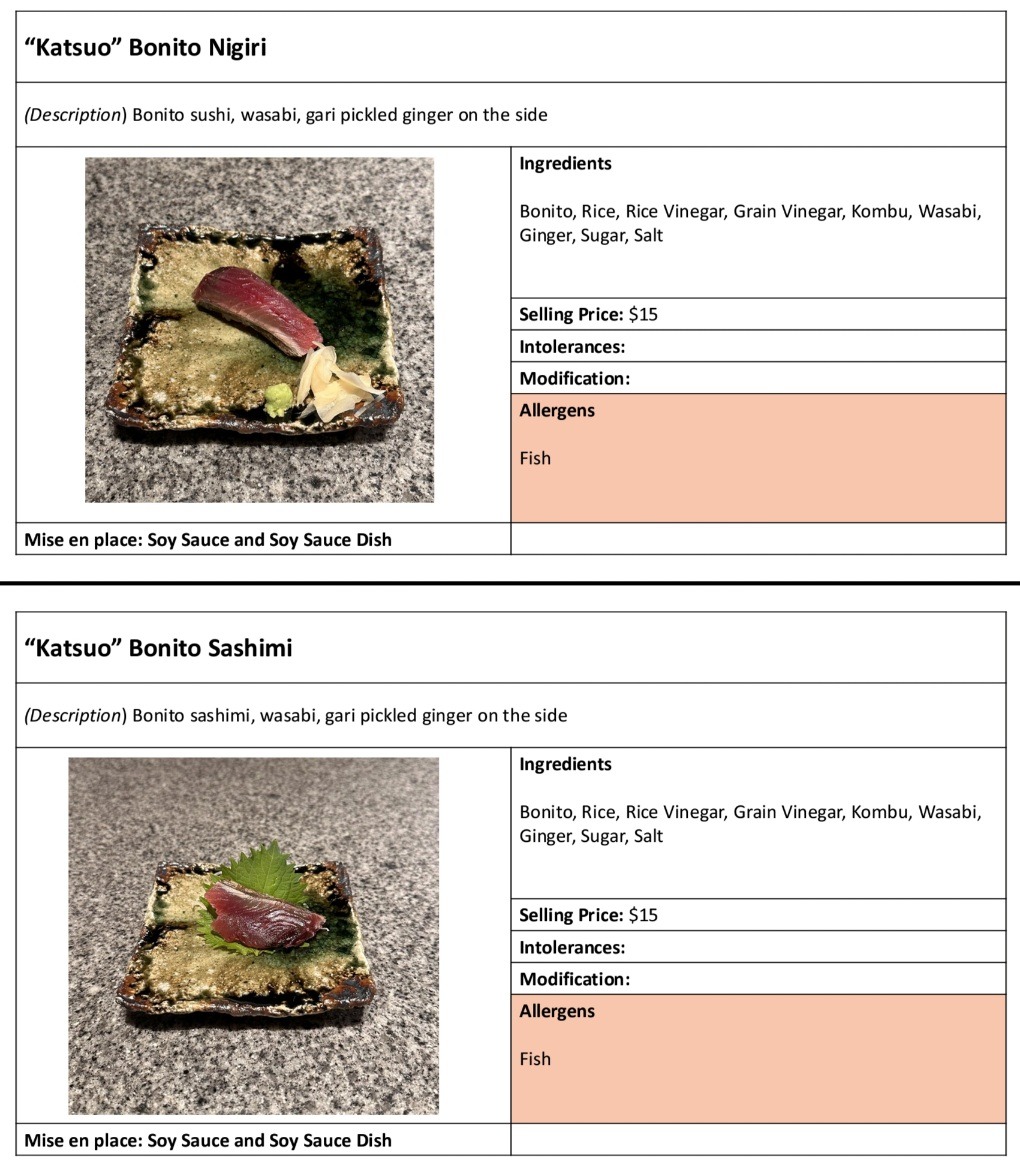 “Katsuo” Bonito Nigiri
(Description) Bonito sushi, wasabi, gari pickled ginger on the side
Ingredients
Bonito, Rice, Rice Vinegar, Grain Vinegar, Kombu, Wasabi,
Ginger, Sugar, Salt
Selling Price: $15
Intolerances:
Modification:
Allergens
Fish
Mise en place: Soy Sauce and Soy Sauce Dish
“Katsuo” Bonito Sashimi
(Description) Bonito sashimi, wasabi, gari pickled ginger on the side
Ingredients
Bonito, Rice, Rice Vinegar, Grain Vinegar, Kombu, Wasabi,
Ginger, Sugar, Salt
Selling Price: $15
Intolerances:
Modification:
Allergens
Fish
Mise en place: Soy Sauce and Soy Sauce Dish